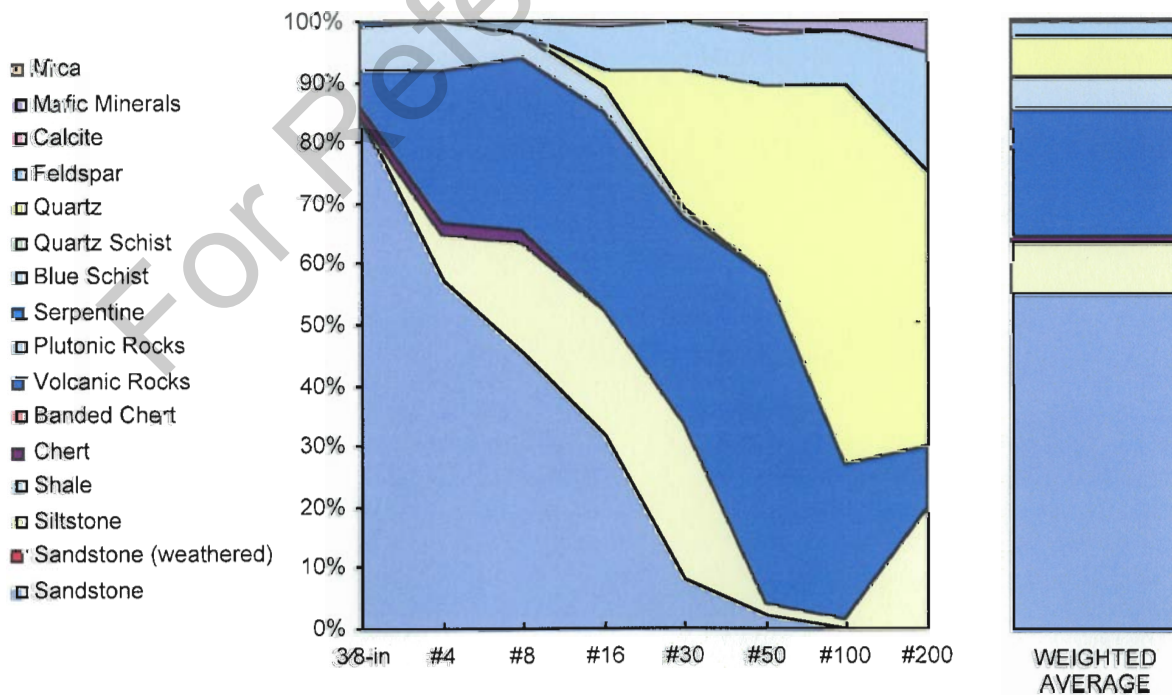 Mica
Mafic Minerals
Calcite
Feldspar
Quartz
Quartz Schist
Blue Schist
Serpentine
Plutonic Rocks
Volcanic Rocks
Banded Chert
Chert
Shale
Siltstone
Sandstone (weathered)
Sandstone
100%
90%
80%
70%
60%
50%
40%
30%
20%
10%
0%
3/8-in #4 #8 #16 #30 #50 #100 #200
WEIGHTED
AVERAGE
For Refe